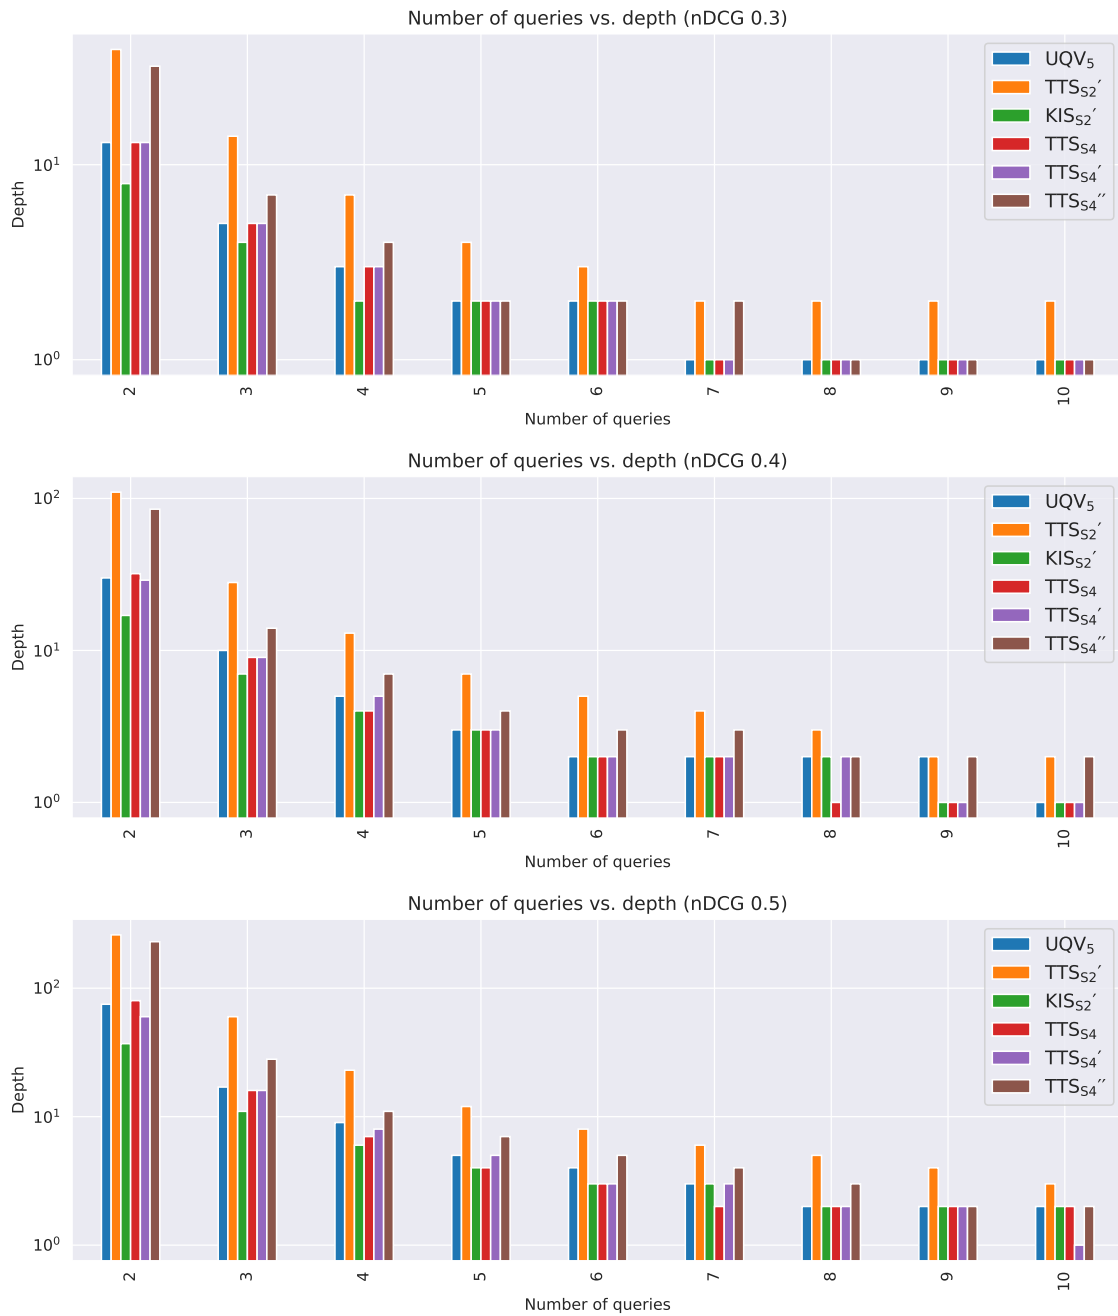 Number of queries vs. depth (nDCG 0.3)
Depth
10¹
10⁰
UQV₅
TTS_S2′
KIS_S2′
TTS_S4
TTS_S4′
TTS_S4′′
2 3 4 5 6 7 8 9 10
Number of queries
Number of queries vs. depth (nDCG 0.4)
Depth
10²
10¹
10⁰
UQV₅
TTS_S2′
KIS_S2′
TTS_S4
TTS_S4′
TTS_S4′′
2 3 4 5 6 7 8 9 10
Number of queries
Number of queries vs. depth (nDCG 0.5)
Depth
10²
10¹
10⁰
UQV₅
TTS_S2′
KIS_S2′
TTS_S4
TTS_S4′
TTS_S4′′
2 3 4 5 6 7 8 9 10
Number of queries